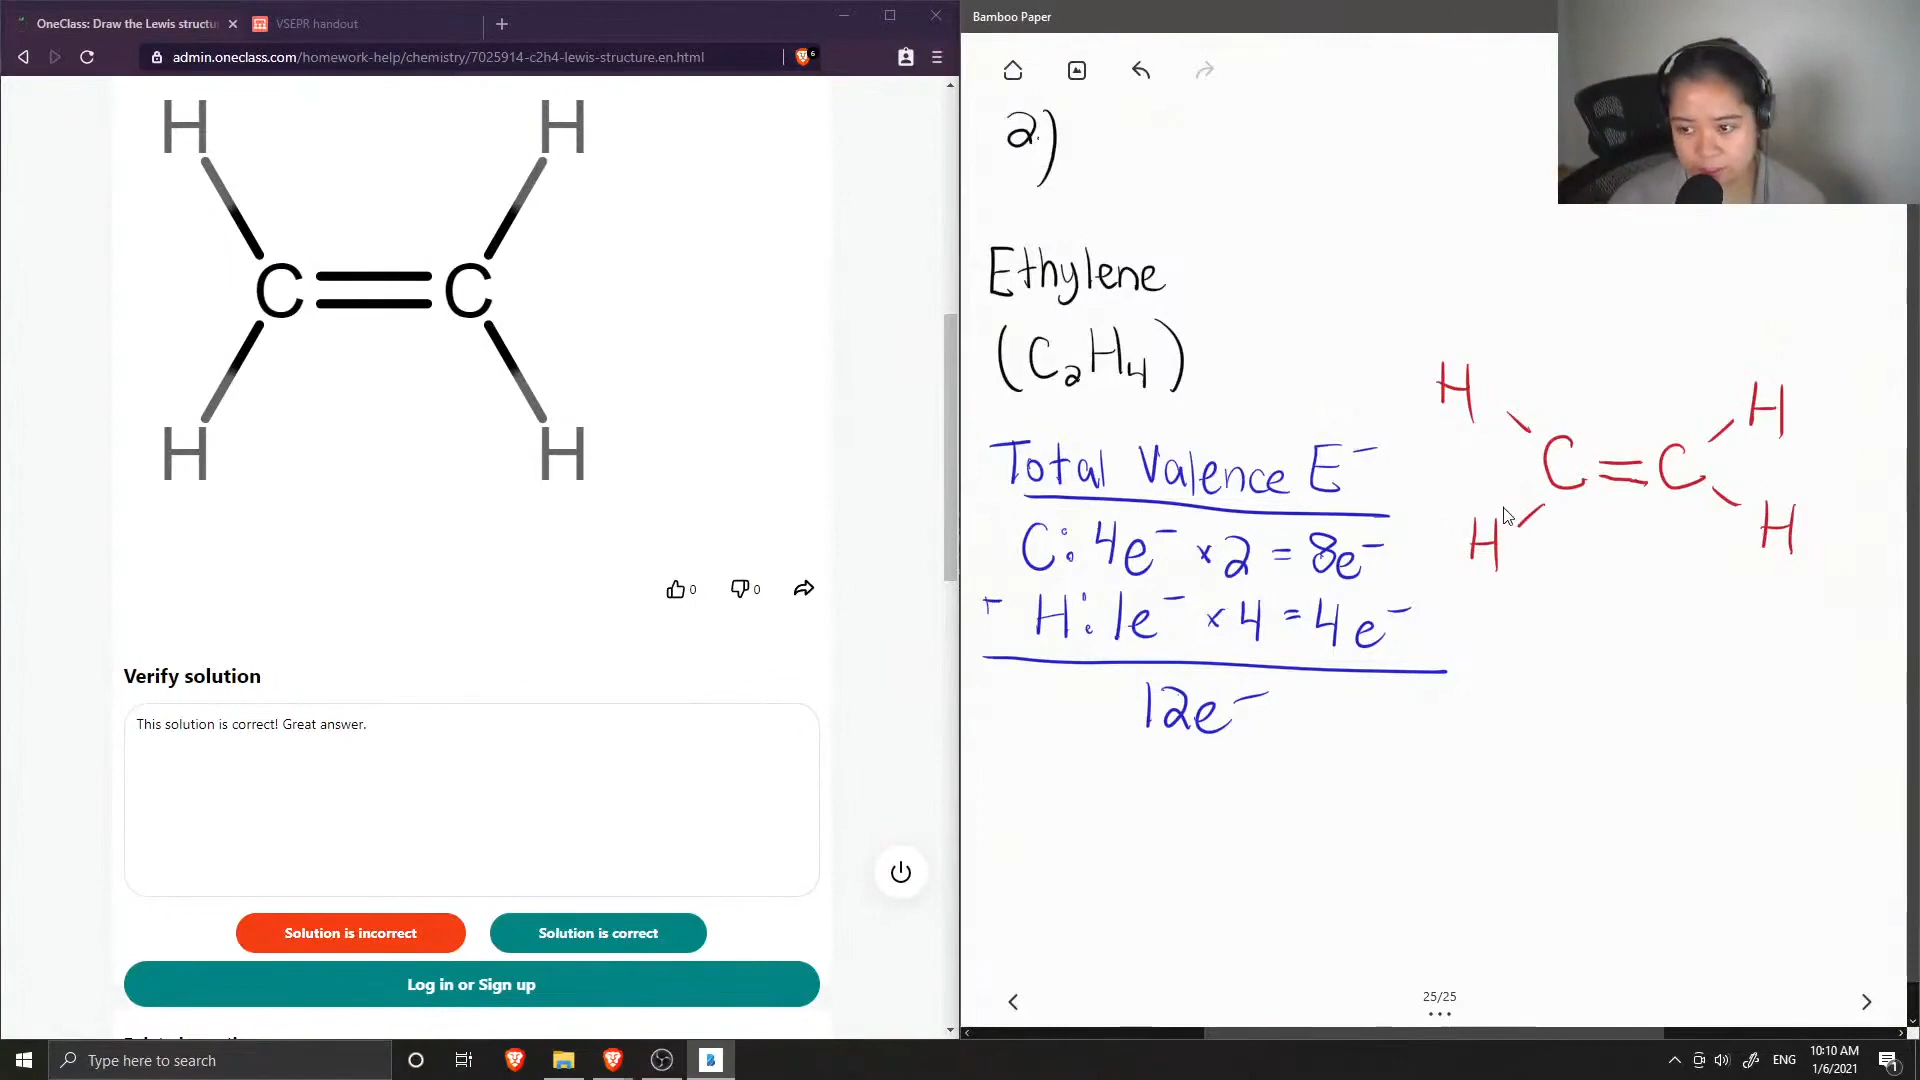 OneClass: Draw the Lewis structu
VSEPR handout
admin.oneclass.com/homework-help/chemistry/7025914-c2h4-lewis-structure.en.html
6
H H
C C
H H
0 0
Verify solution
This solution is correct! Great answer.
Solution is incorrect Solution is correct
Log in or Sign up
Bamboo Paper
2)
Ethylene
(C₂H₄)
Total Valence E⁻
C: 4e⁻ × 2 = 8e⁻
+ H: 1e⁻ × 4 = 4e⁻
12e⁻
H H
C=C
H H
25/25
Type here to search
ENG
10:10 AM
1/6/2021
1